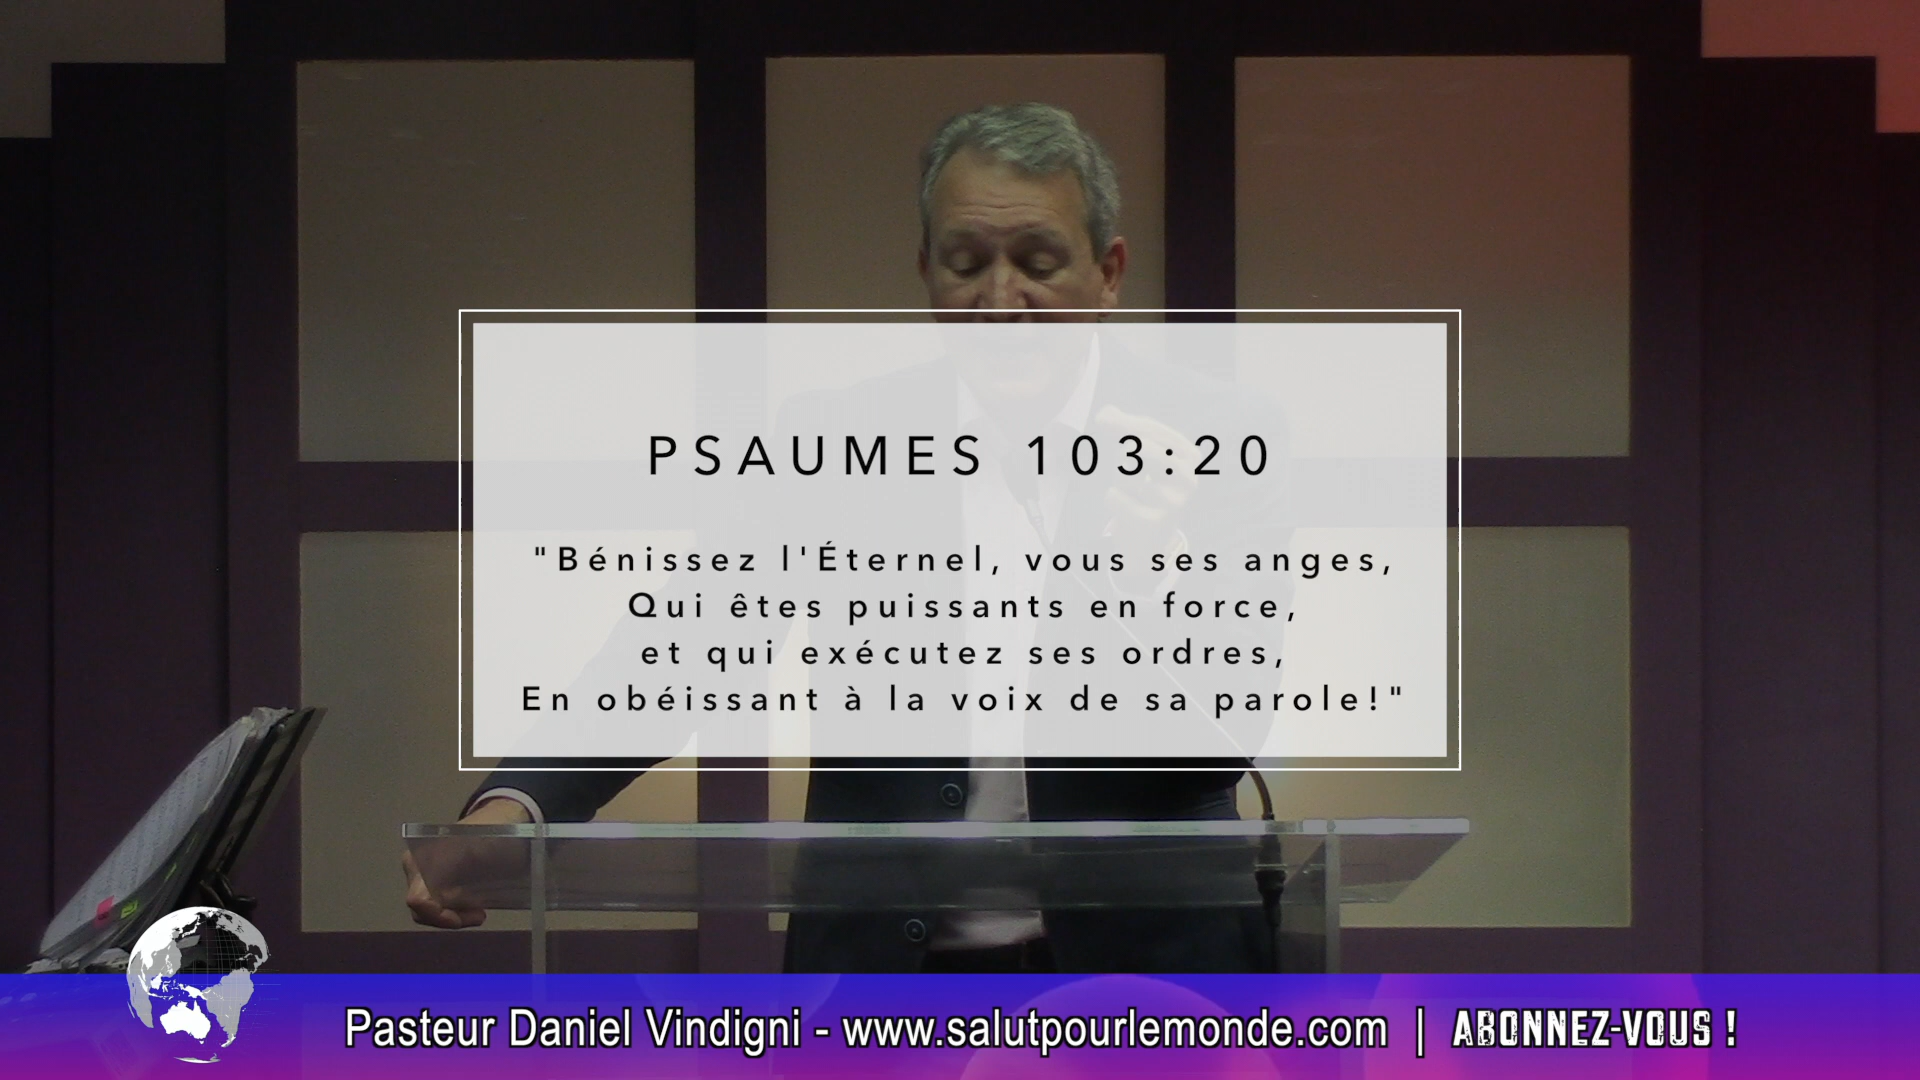 PSAUMES 103:20
"Bénissez l'Éternel, vous ses anges,
Qui êtes puissants en force,
et qui exécutez ses ordres,
En obéissant à la voix de sa parole!"
Pasteur Daniel Vindigni - www.salutpourlemonde.com | ABONNEZ-VOUS !